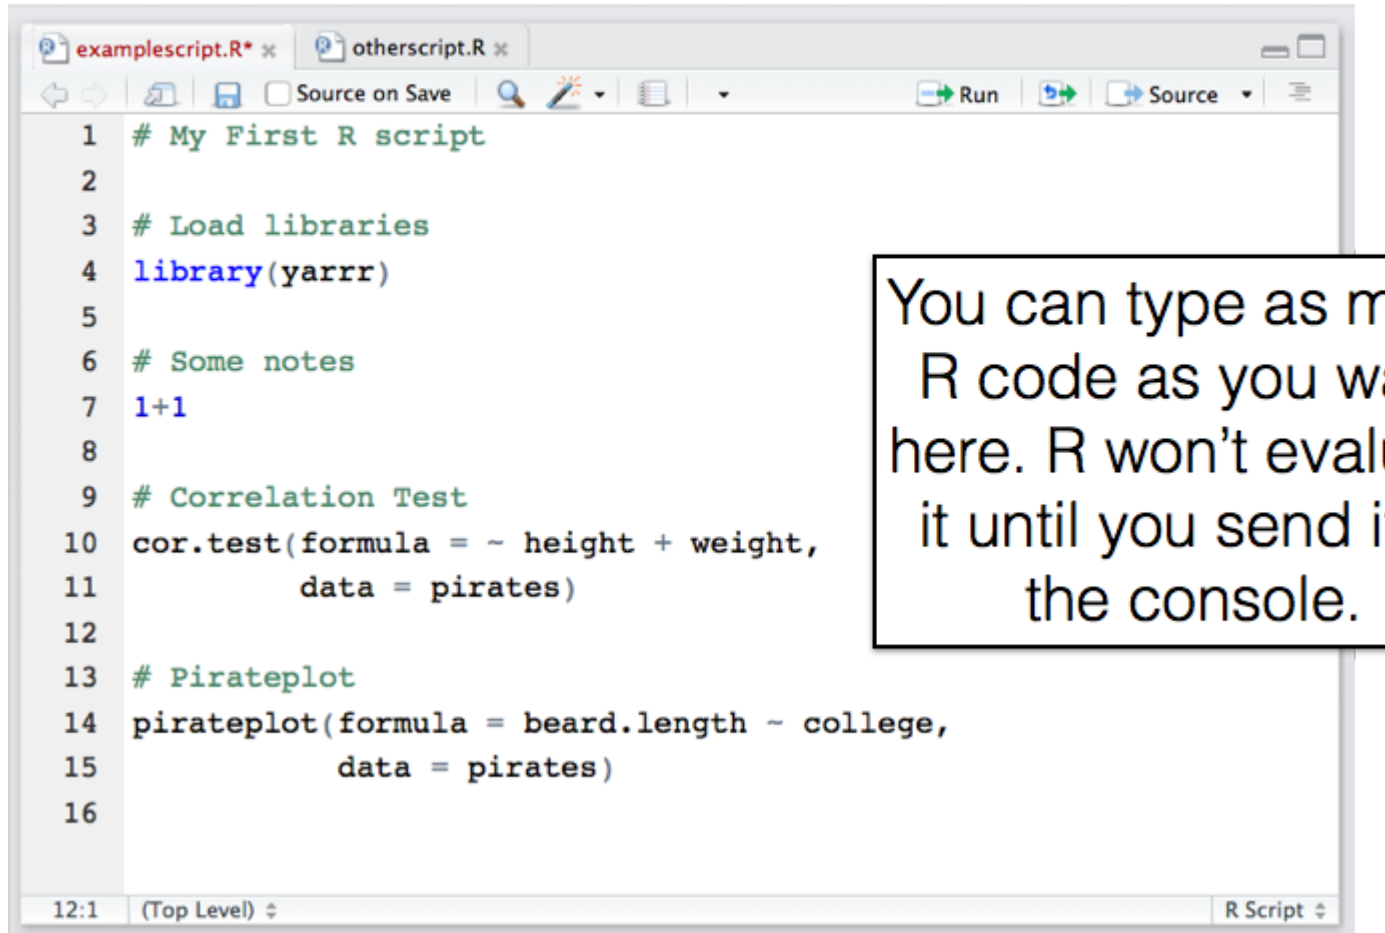 examplescript.R* otherscript.R
Source on Save Run Source
1 # My First R script
2
3 # Load libraries
4 library(yarrr)
5
6 # Some notes
7 1+1
8
9 # Correlation Test
10 cor.test(formula = ~ height + weight,
11 data = pirates)
12
13 # Pirateplot
14 pirateplot(formula = beard.length ~ college,
15 data = pirates)
16
You can type as
R code as you
here. R won't
it until you send
the console.
12:1 (Top Level) R Script